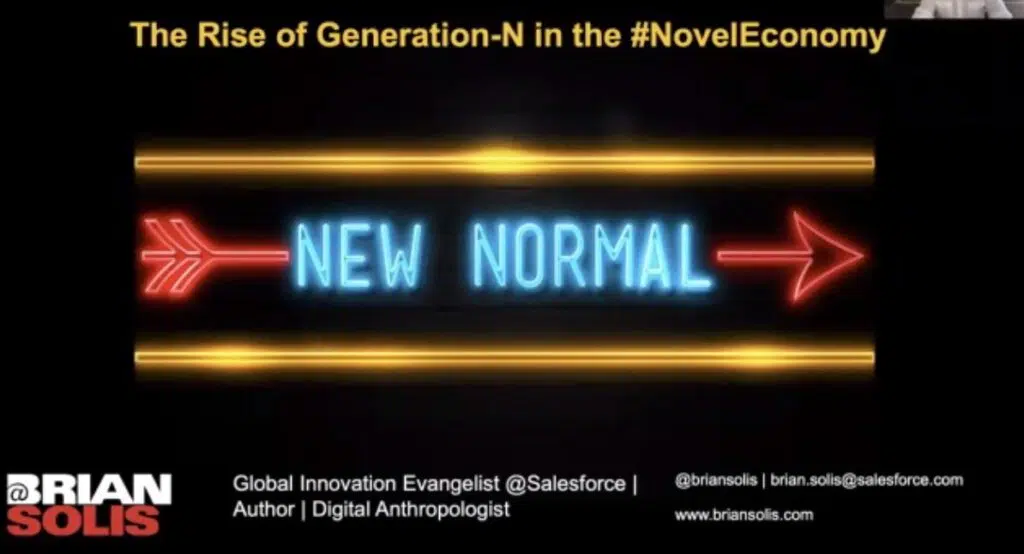 The Rise of Generation-N in the #NovelEconomy
NEW NORMAL
@BRIAN
SOLIS
Global Innovation Evangelist @Salesforce |
Author | Digital Anthropologist
@briansolis | brian.solis@salesforce.com
www.briansolis.com